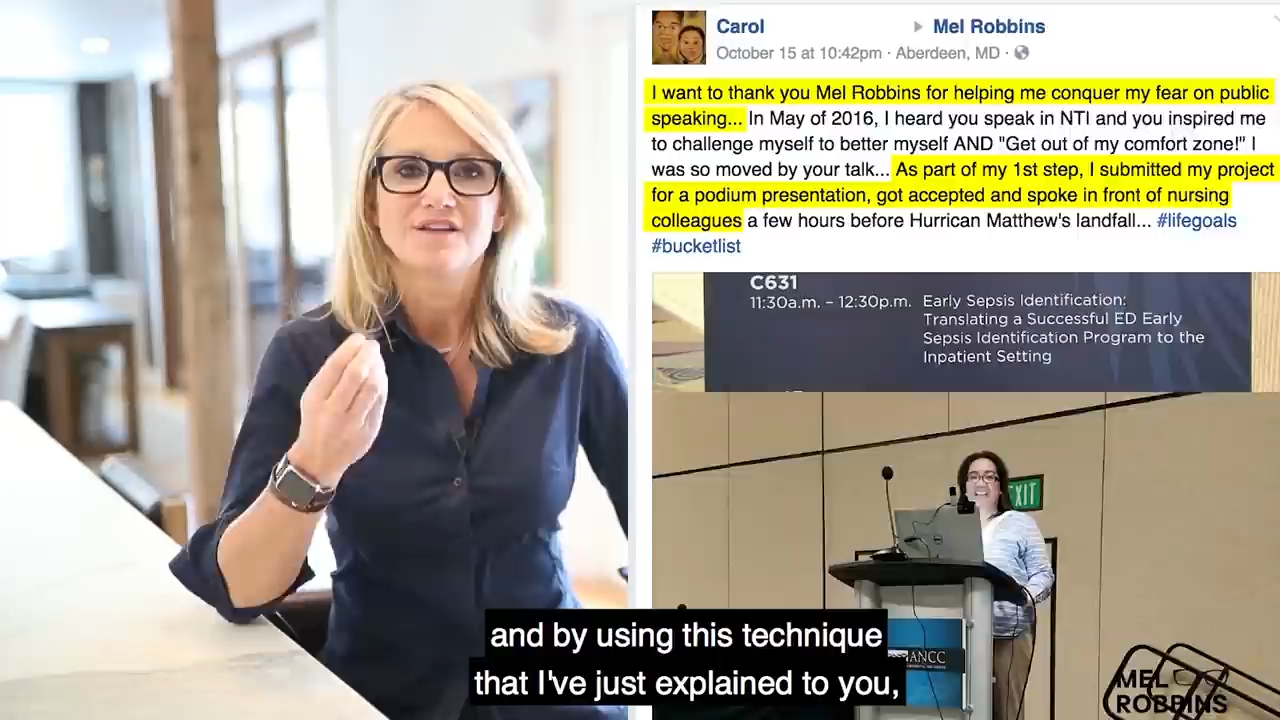 Carol Mel Robbins
October 15 at 10:42pm · Aberdeen, MD ·
I want to thank you Mel Robbins for helping me conquer my fear on public
speaking... In May of 2016, I heard you speak in NTI and you inspired me
to challenge myself to better myself AND "Get out of my comfort zone!" I
was so moved by your talk... As part of my 1st step, I submitted my project
for a podium presentation, got accepted and spoke in front of nursing
colleagues a few hours before Hurrican Matthew's landfall... #lifegoals
#bucketlist
C631
11:30a.m. – 12:30p.m. Early Sepsis Identification:
Translating a Successful ED Early
Sepsis Identification Program to the
Inpatient Setting
EXIT
ANCC
and by using this technique
that I've just explained to you,
MEL
ROBBINS